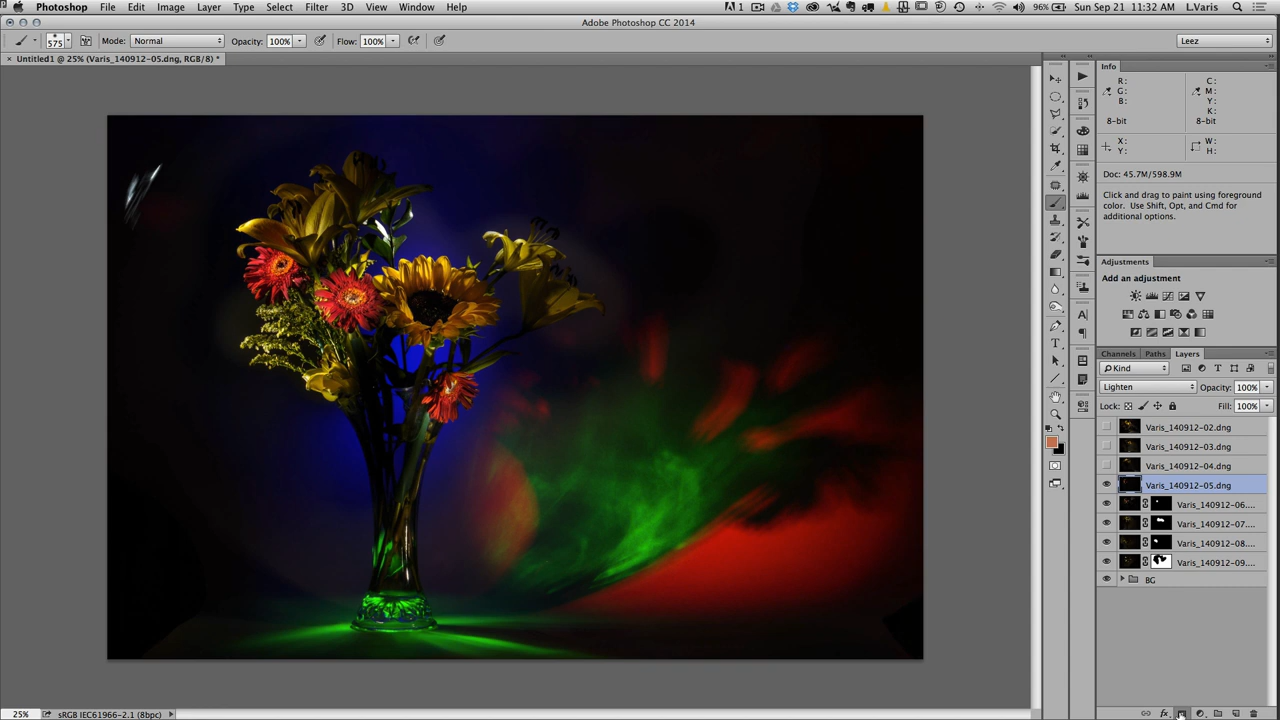 Photoshop File Edit Image Layer Type Select Filter 3D View Window Help 1 96% Sun Sep 21 11:32 AM L.Varis
Adobe Photoshop CC 2014
575 Mode: Normal Opacity: 100% Flow: 100% Leez
× Untitled1 @ 25% (Varis_140912-05.dng, RGB/8) *
Info
R: C:
G: M:
B: Y:
K:
8-bit 8-bit
X: W:
Y: H:
Doc: 45.7M/598.9M
Click and drag to paint using foreground
color. Use Shift, Opt, and Cmd for
additional options.
Adjustments
Add an adjustment
Channels Paths Layers
Kind
Lighten Opacity: 100%
Lock: Fill: 100%
Varis_140912-02.dng
Varis_140912-03.dng
Varis_140912-04.dng
Varis_140912-05.dng
Varis_140912-06....
Varis_140912-07....
Varis_140912-08....
Varis_140912-09....
BG
25% sRGB IEC61966-2.1 (8bpc)
fx